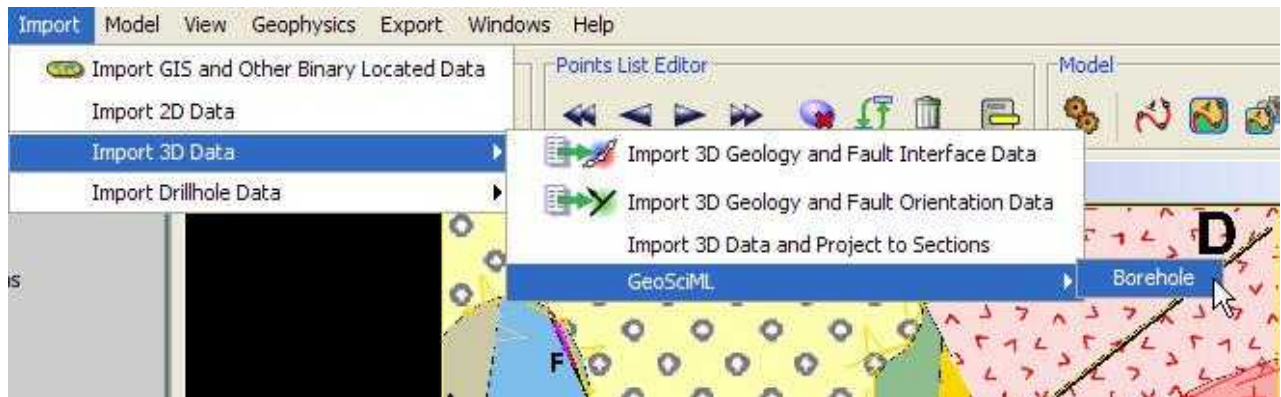 Import Model View Geophysics Export Windows Help
Import GIS and Other Binary Located Data
Import 2D Data
Import 3D Data
Import Drillhole Data
Points List Editor
Model
Import 3D Geology and Fault Interface Data
Import 3D Geology and Fault Orientation Data
Import 3D Data and Project to Sections
GeoSciML
Borehole
D
F